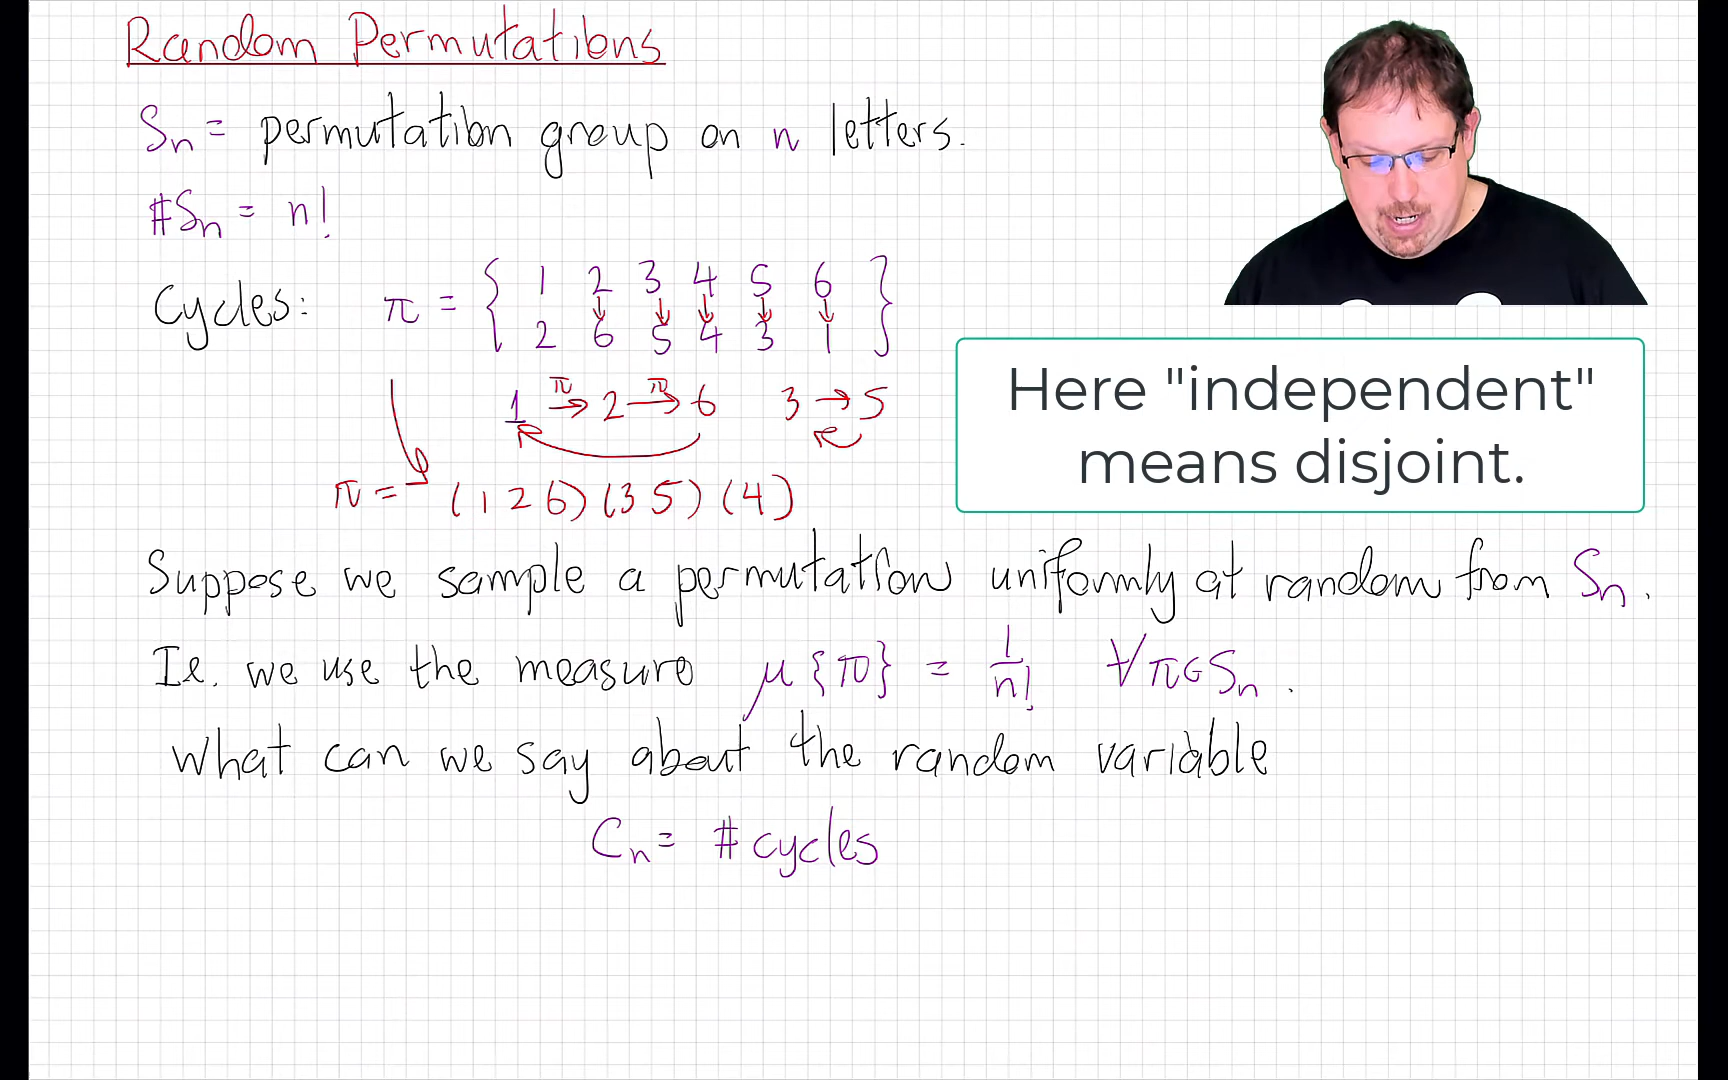 Random Permutations
Sn = permutation group on n letters.
#Sn = n!
Cycles: π = { 1 2 3 4 5 6 }
2 6 5 4 3 1
1 π→ 2 π→ 6 3 → 5
π = (1 2 6) (3 5) (4)
Here "independent"
means disjoint.
Suppose we sample a permutation uniformly at random from Sn.
I.e. we use the measure μ{π} = 1/n! ∀π∈Sn.
What can we say about the random variable
Cn = # cycles